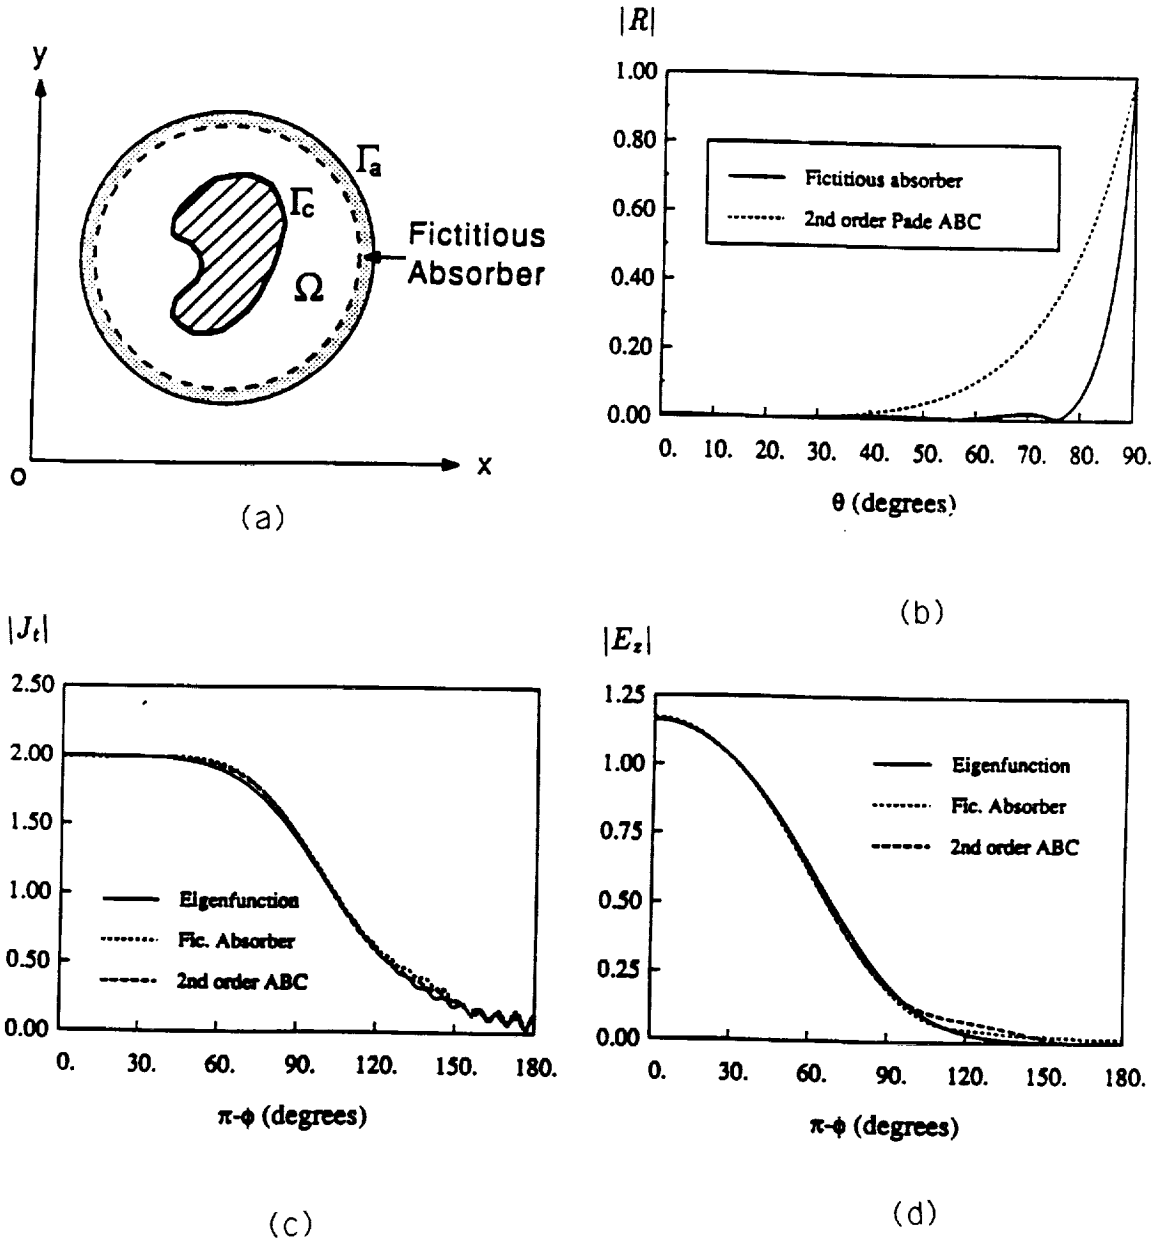 y
Γa
Γc
Fictitious
Absorber
Ω
O
x
(a)
|R|
1.00
0.80
0.60
0.40
0.20
0.00
Fictitious absorber
2nd order Pade ABC
0. 10. 20. 30. 40. 50. 60. 70. 80. 90.
θ (degrees)
(b)
|Jt|
2.50
2.00
1.50
1.00
0.50
0.00
Eigenfunction
Fic. Absorber
2nd order ABC
0. 30. 60. 90. 120. 150. 180.
π-ϕ (degrees)
(c)
|Ez|
1.25
1.00
0.75
0.50
0.25
0.00
Eigenfunction
Fic. Absorber
2nd order ABC
0. 30. 60. 90. 120. 150. 180.
π-ϕ (degrees)
(d)